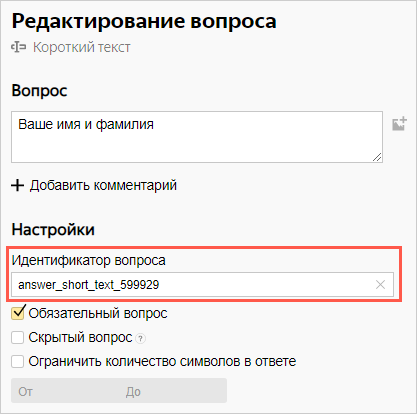 Редактирование вопроса
Короткий текст
Вопрос
Ваше имя и фамилия
Добавить комментарий
Настройки
Идентификатор вопроса
answer_short_text_599929
Обязательный вопрос
Скрытый вопрос ?
Ограничить количество символов в ответе
От До